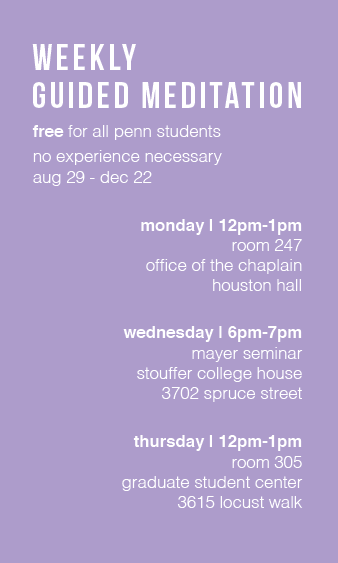 WEEKLY
GUIDED MEDITATION
free for all penn students
no experience necessary
aug 29 - dec 22
monday | 12pm-1pm
room 247
office of the chaplain
houston hall
wednesday | 6pm-7pm
mayer seminar
stouffer college house
3702 spruce street
thursday | 12pm-1pm
room 305
graduate student center
3615 locust walk